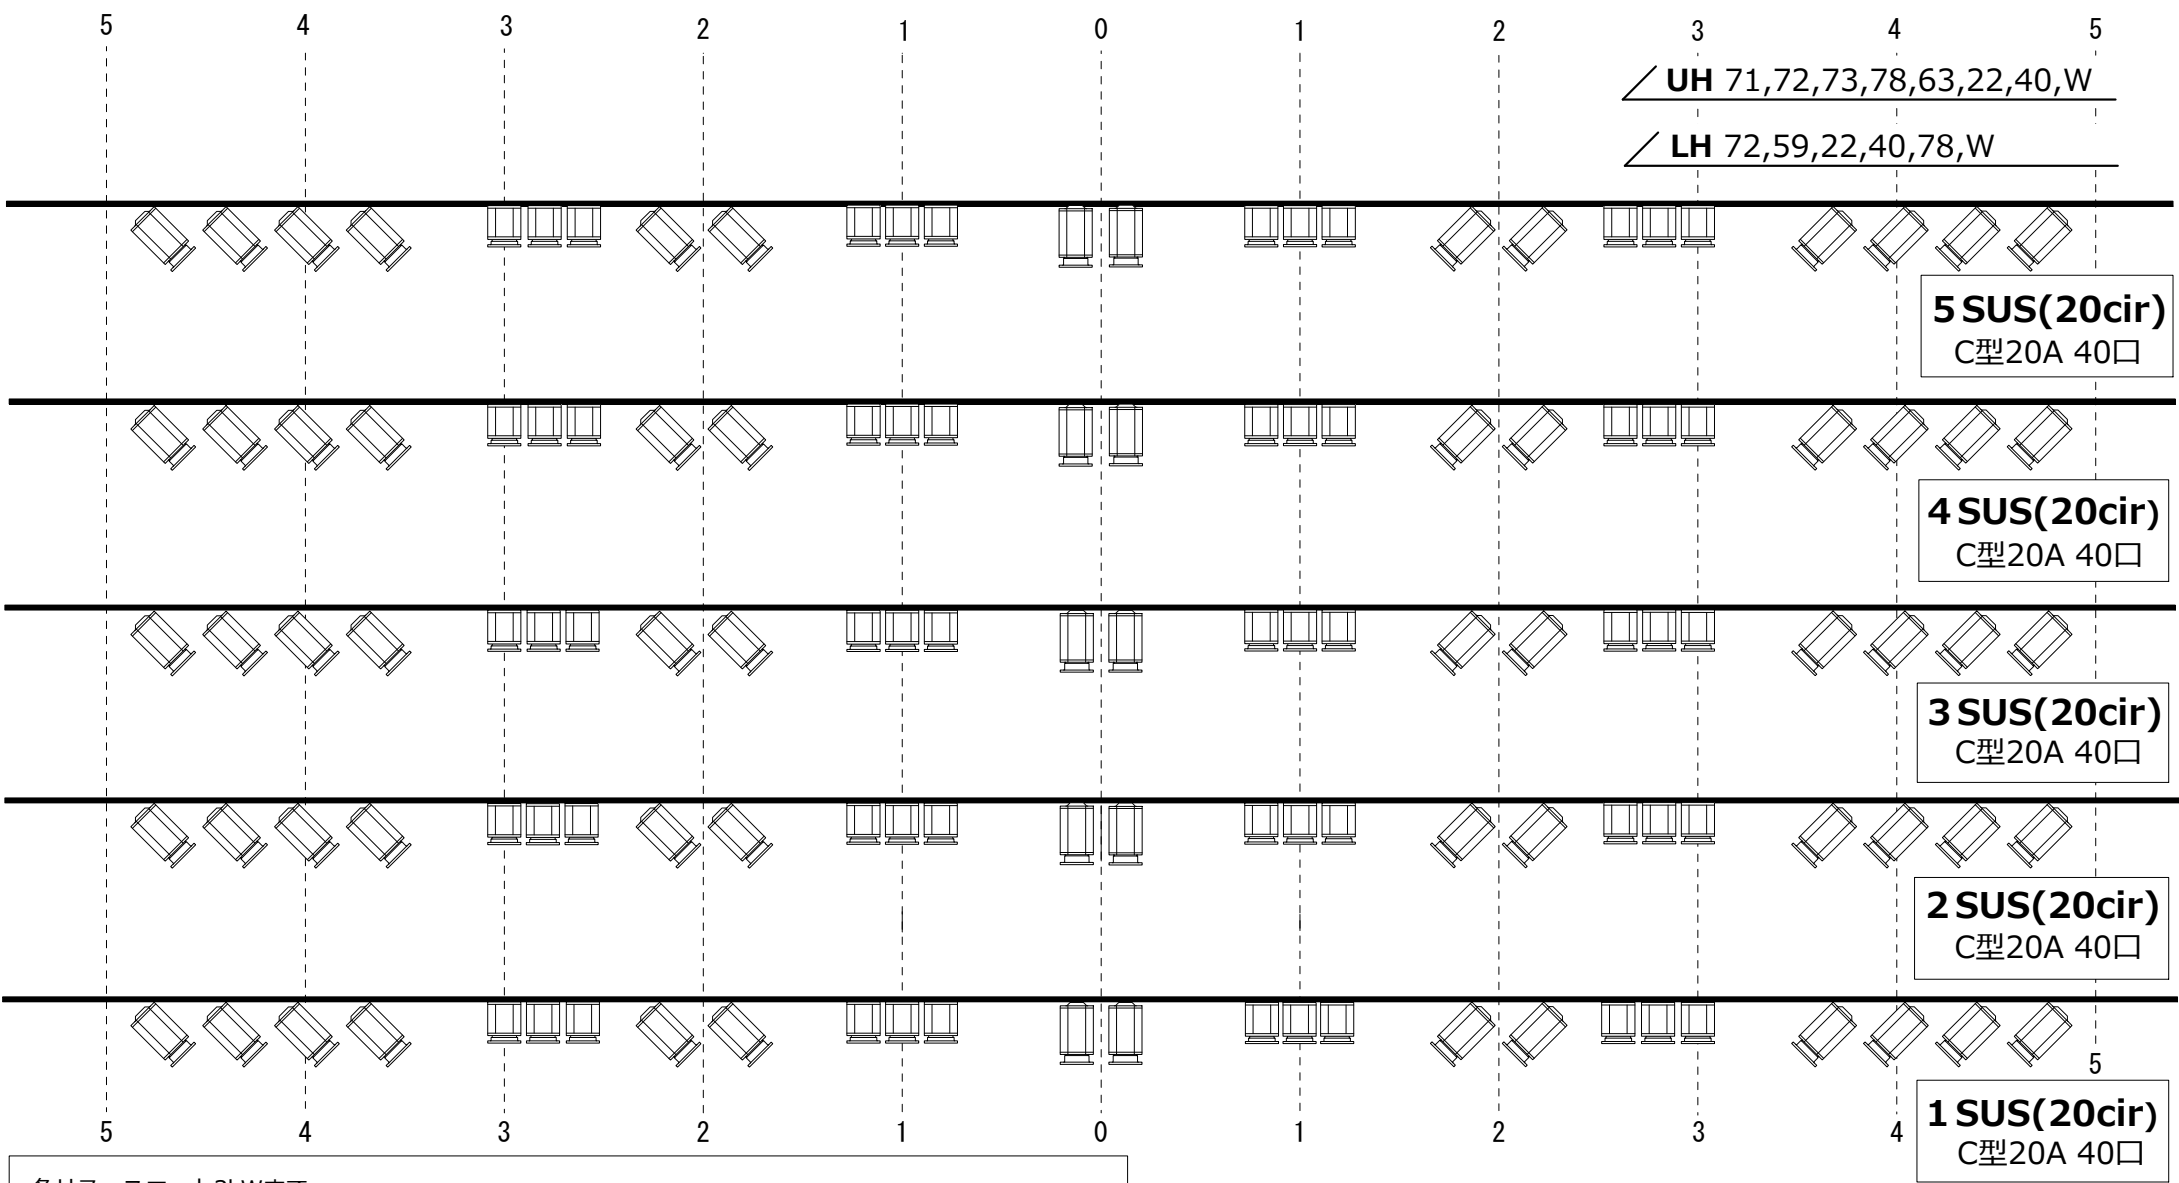 5 4 3 2 1 0 1 2 3 4 5
UH 71,72,73,78,63,22,40,W
LH 72,59,22,40,78,W
5 SUS(20cir)
C型20A 40口
4 SUS(20cir)
C型20A 40口
3 SUS(20cir)
C型20A 40口
2 SUS(20cir)
C型20A 40口
5
1 SUS(20cir)
C型20A 40口
5 4 3 2 1 0 1 2 3 4